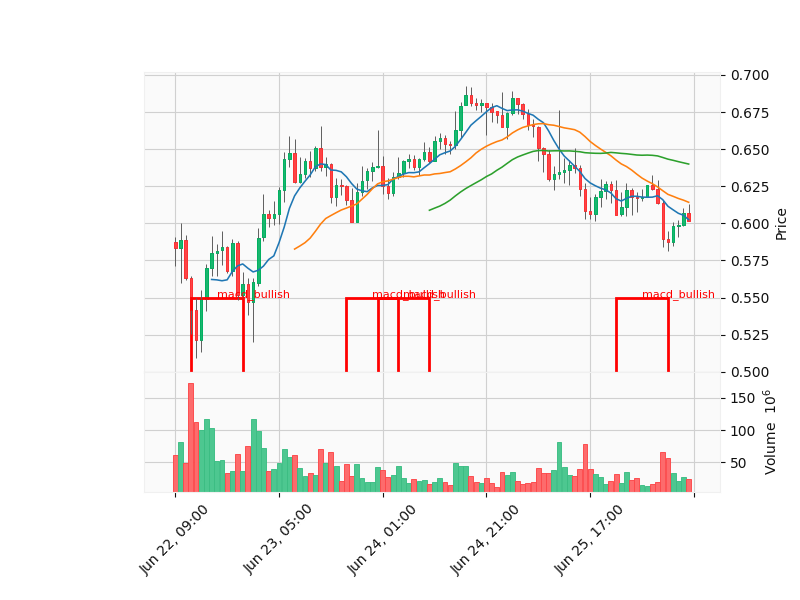 0.700
0.675
0.650
0.625
0.600
0.575
0.550
0.525
0.500
Price
macd_bullish
macd_bullish
macd_bullish
150
100
50
Volume 10^6
Jun 22, 09:00
Jun 23, 05:00
Jun 24, 01:00
Jun 24, 21:00
Jun 25, 17:00